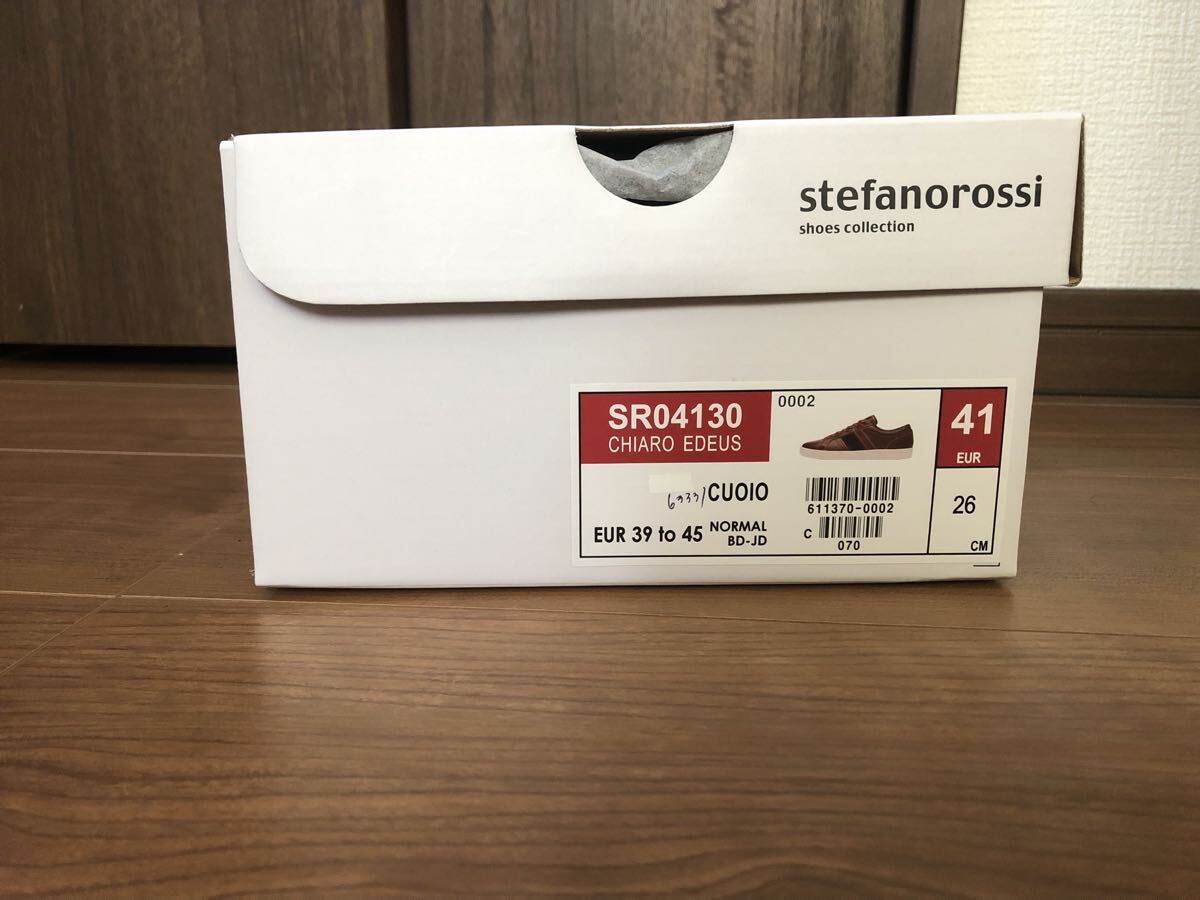 stefanorossi
shoes collection
SR04130
CHIARO EDEUS
0002
41
EUR
CUOIO
611370-0002
26
EUR 39 to 45 NORMAL
BD-JD
C
070
CM